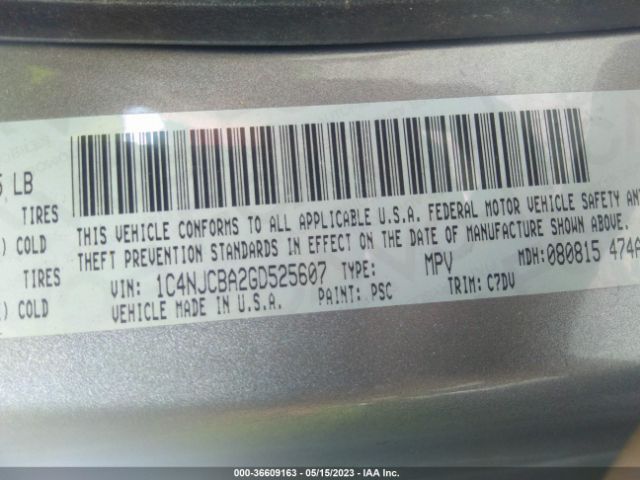 5 LB
TIRES
) COLD
TIRES
) COLD
THIS VEHICLE CONFORMS TO ALL APPLICABLE U.S.A. FEDERAL MOTOR VEHICLE SAFETY AN
THEFT PREVENTION STANDARDS IN EFFECT ON THE DATE OF MANUFACTURE SHOWN ABOVE.
VIN: 1C4NJCBA2GD525607 TYPE: MPV MDH:080815 474A
VEHICLE MADE IN U.S.A. PAINT: PSC TRIM: C7DV
000-36609163 - 05/15/2023 - IAA Inc.